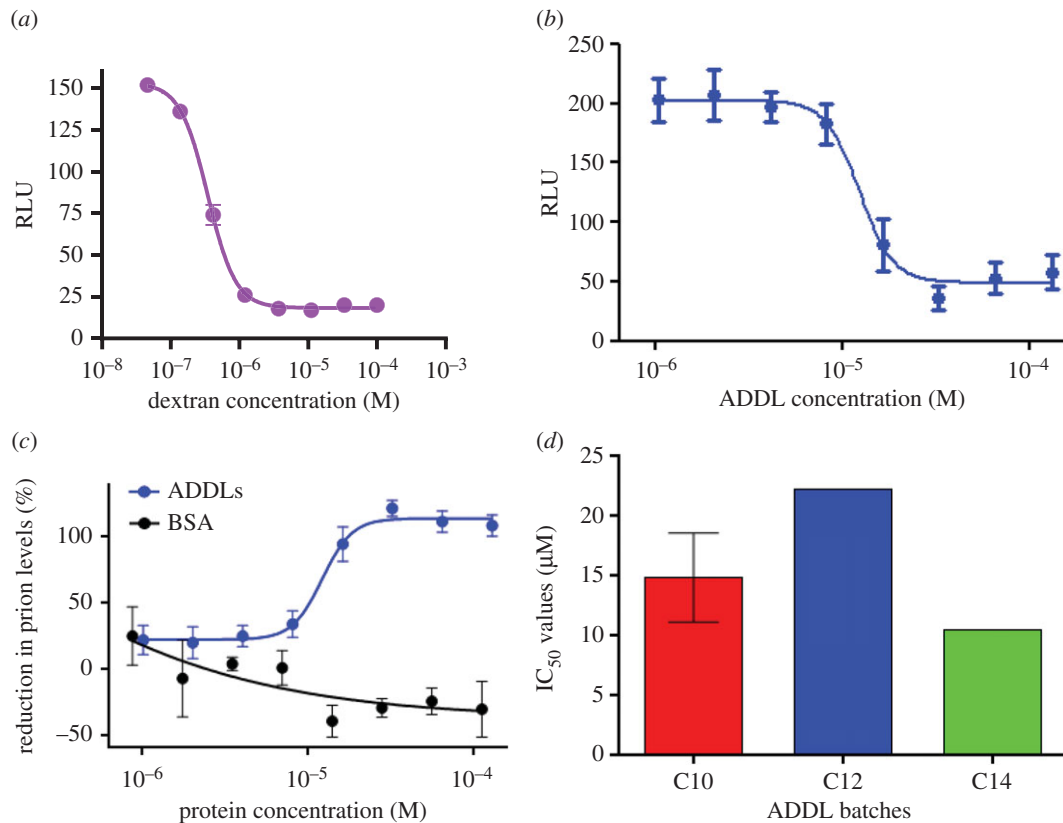 (a)
RLU
150
125
100
75
50
25
0
10–8 10–7 10–6 10–5 10–4 10–3
dextran concentration (M)
(b)
RLU
250
200
150
100
50
0
10–6 10–5 10–4
ADDL concentration (M)
(c)
reduction in prion levels (%)
ADDLs
BSA
100
50
0
–50
10–6 10–5 10–4
protein concentration (M)
(d)
IC50 values (µM)
25
20
15
10
5
0
C10 C12 C14
ADDL batches